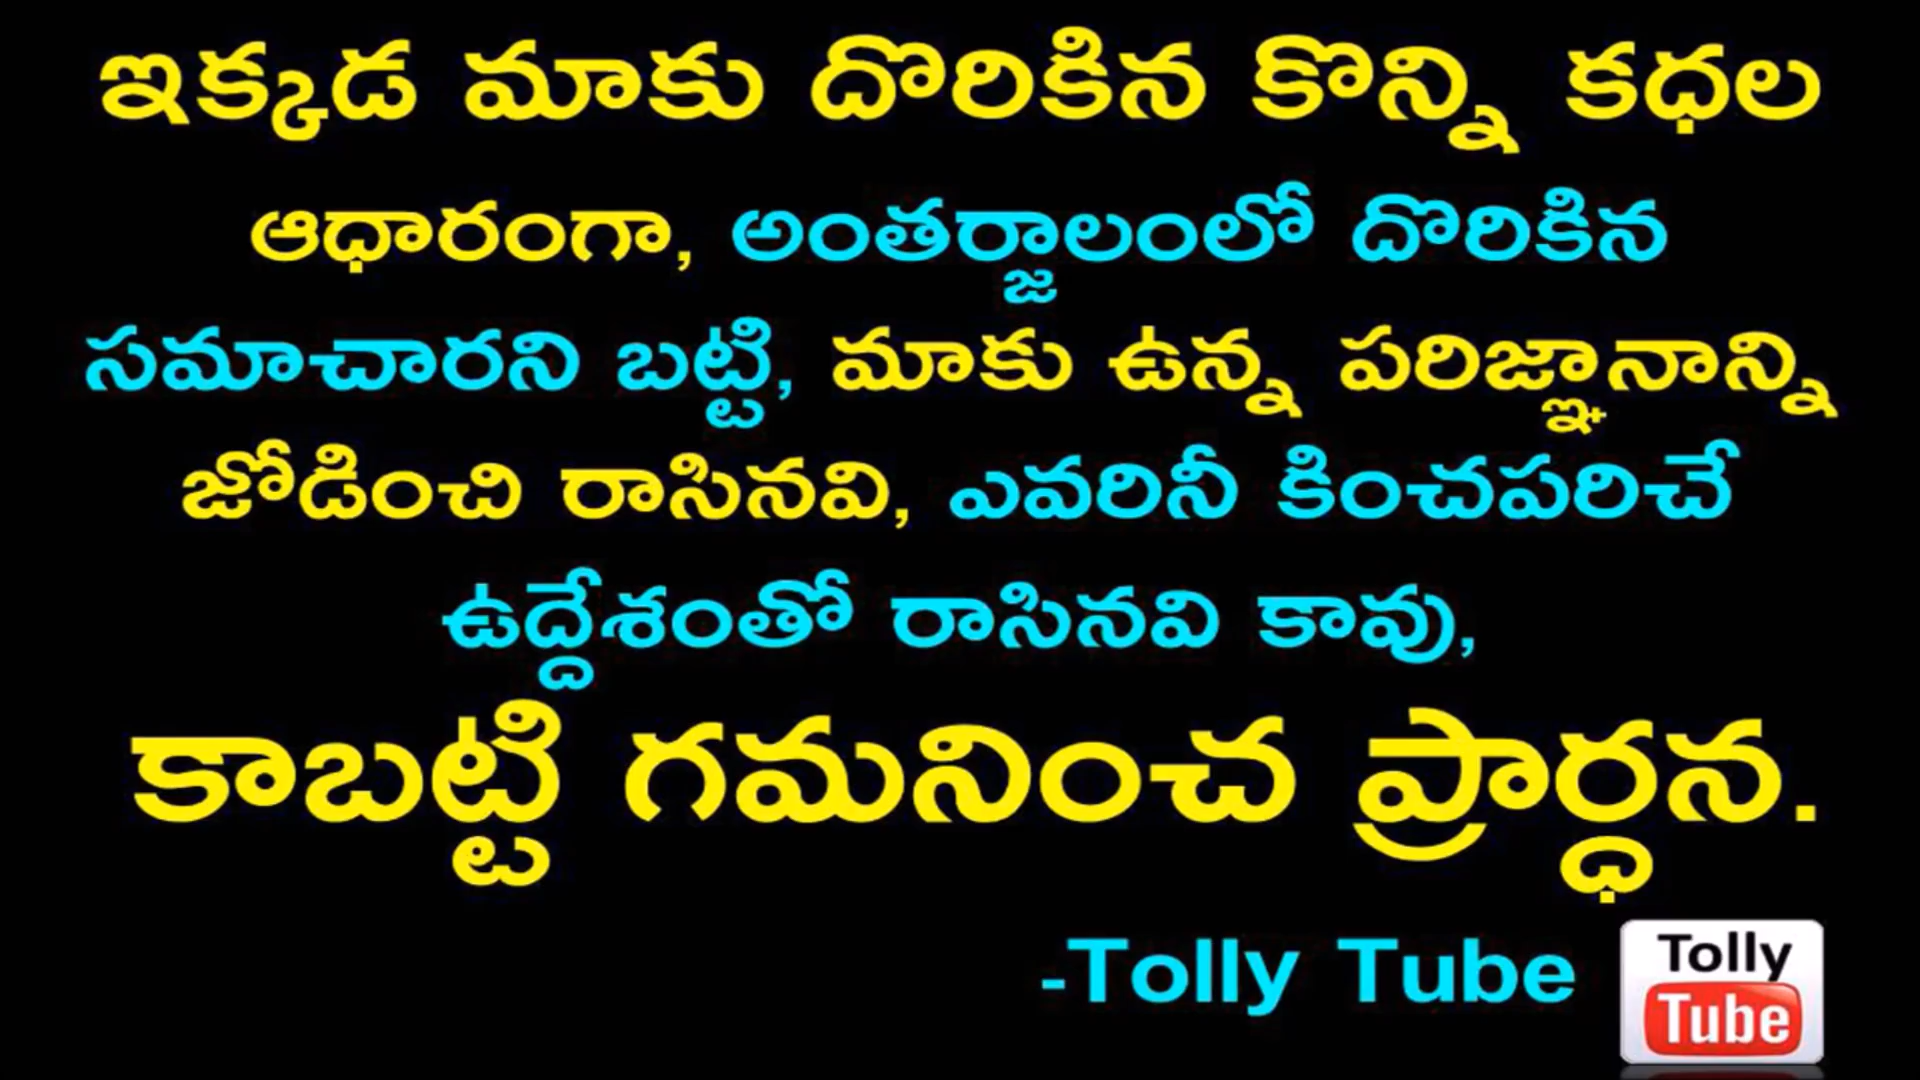 ఇక్కడ మాకు దొరికిన కొన్ని కధల
ఆధారంగా, అంతర్జాలంలో దొరికిన
సమాచారని బట్టి, మాకు ఉన్న పరిజ్ఞానాన్ని
జోడించి రాసినవి, ఎవరినీ కించపరిచే
ఉద్దేశంతో రాసినవి కావు,
కాబట్టి గమనించ ప్రార్ధన.
-Tolly Tube
Tolly
Tube